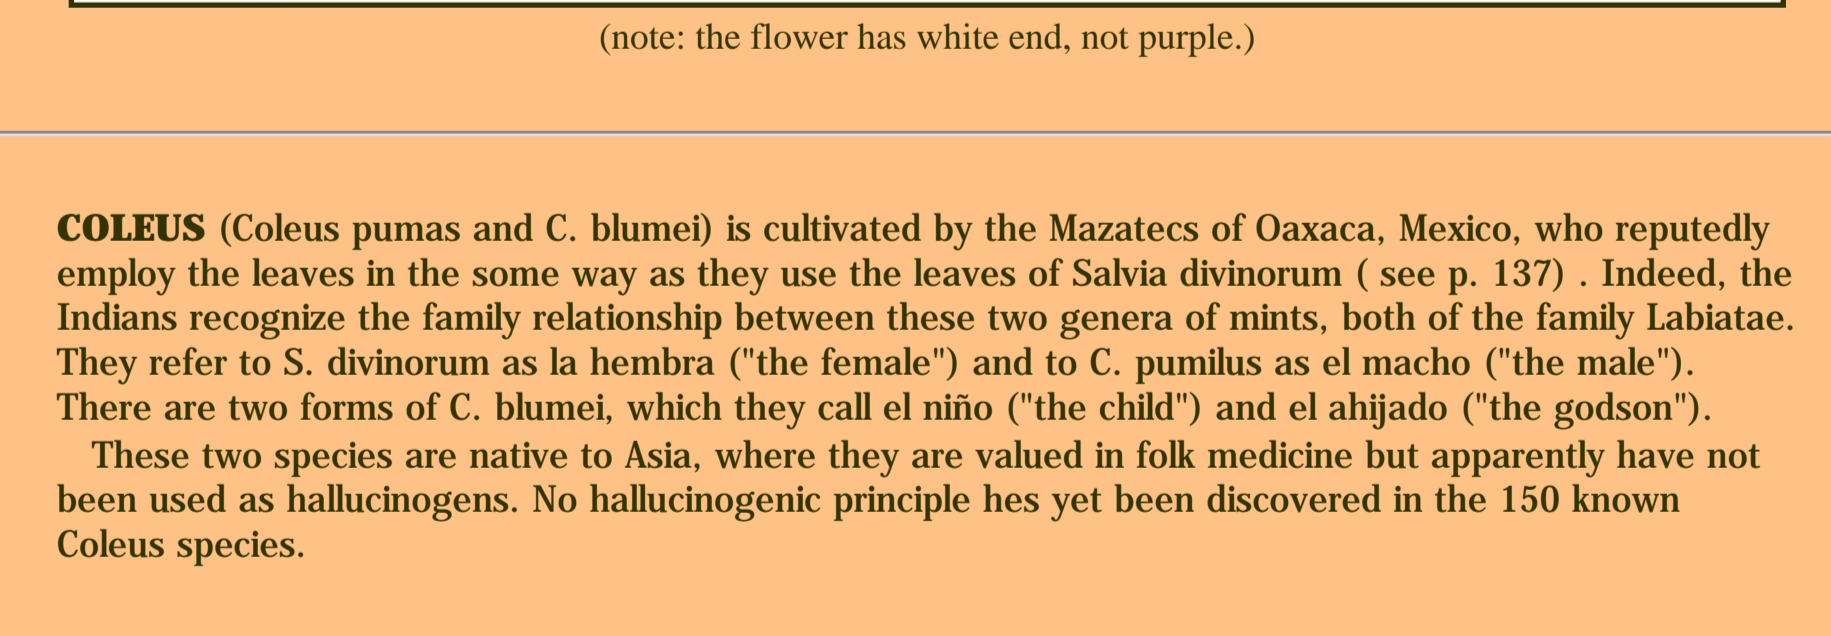 (note: the flower has white end, not purple.)
COLEUS (Coleus pumas and C. blumei) is cultivated by the Mazatecs of Oaxaca, Mexico, who reputedly
employ the leaves in the some way as they use the leaves of Salvia divinorum ( see p. 137) . Indeed, the
Indians recognize the family relationship between these two genera of mints, both of the family Labiatae.
They refer to S. divinorum as la hembra ("the female") and to C. pumilus as el macho ("the male").
There are two forms of C. blumei, which they call el niño ("the child") and el ahijado ("the godson").
These two species are native to Asia, where they are valued in folk medicine but apparently have not
been used as hallucinogens. No hallucinogenic principle hes yet been discovered in the 150 known
Coleus species.